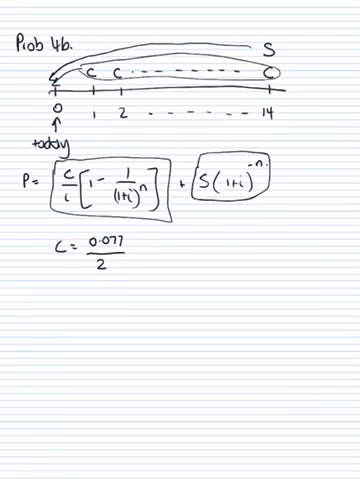 Prob 4b.
S
C C - - - - - - - C
0 1 2 - - - - - - 14
↑
today
P = C/i [1 - 1/(1+i)^n] + S(1+i)^-n
C = 0.077/2